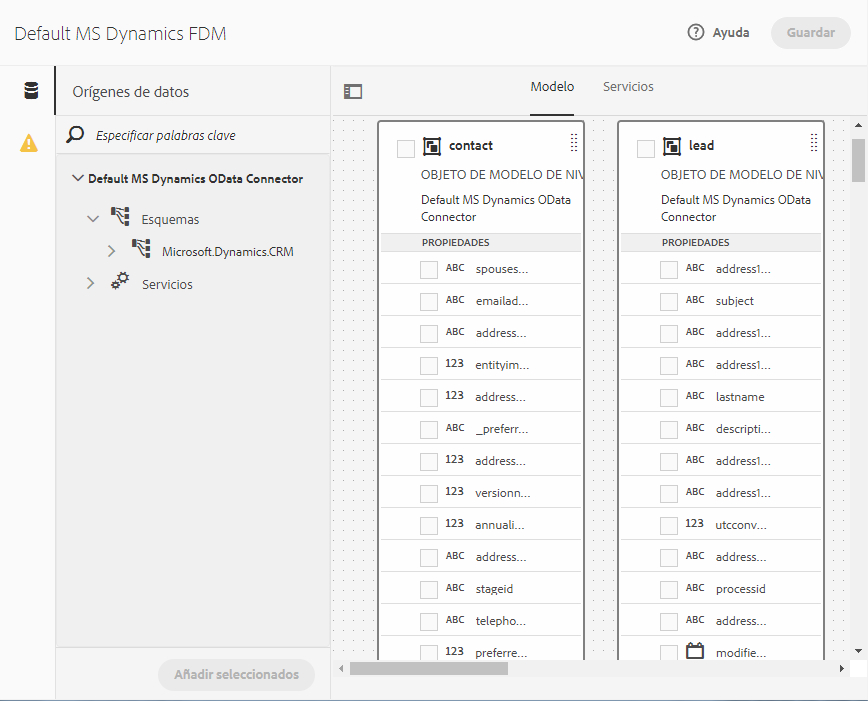 Default MS Dynamics FDM
Ayuda
Guardar
Orígenes de datos
Especificar palabras clave
Default MS Dynamics OData Connector
Esquemas
Microsoft.Dynamics.CRM
Servicios
Añadir seleccionados
Modelo
Servicios
contact
OBJETO DE MODELO DE NIV
Default MS Dynamics OData
Connector
PROPIEDADES
ABC spouses...
ABC emailad...
ABC address...
123 entityim...
123 address...
ABC _preferr...
123 address...
123 versionn...
123 annuali...
ABC address...
ABC stageid
ABC telepho...
123 preferre...
lead
OBJETO DE MODELO DE NIV
Default MS Dynamics OData
Connector
PROPIEDADES
ABC address1...
ABC subject
ABC address1...
ABC address1...
ABC lastname
ABC descripti...
ABC address1...
ABC address1...
123 utcconv...
ABC address...
ABC processid
ABC address...
modifie...